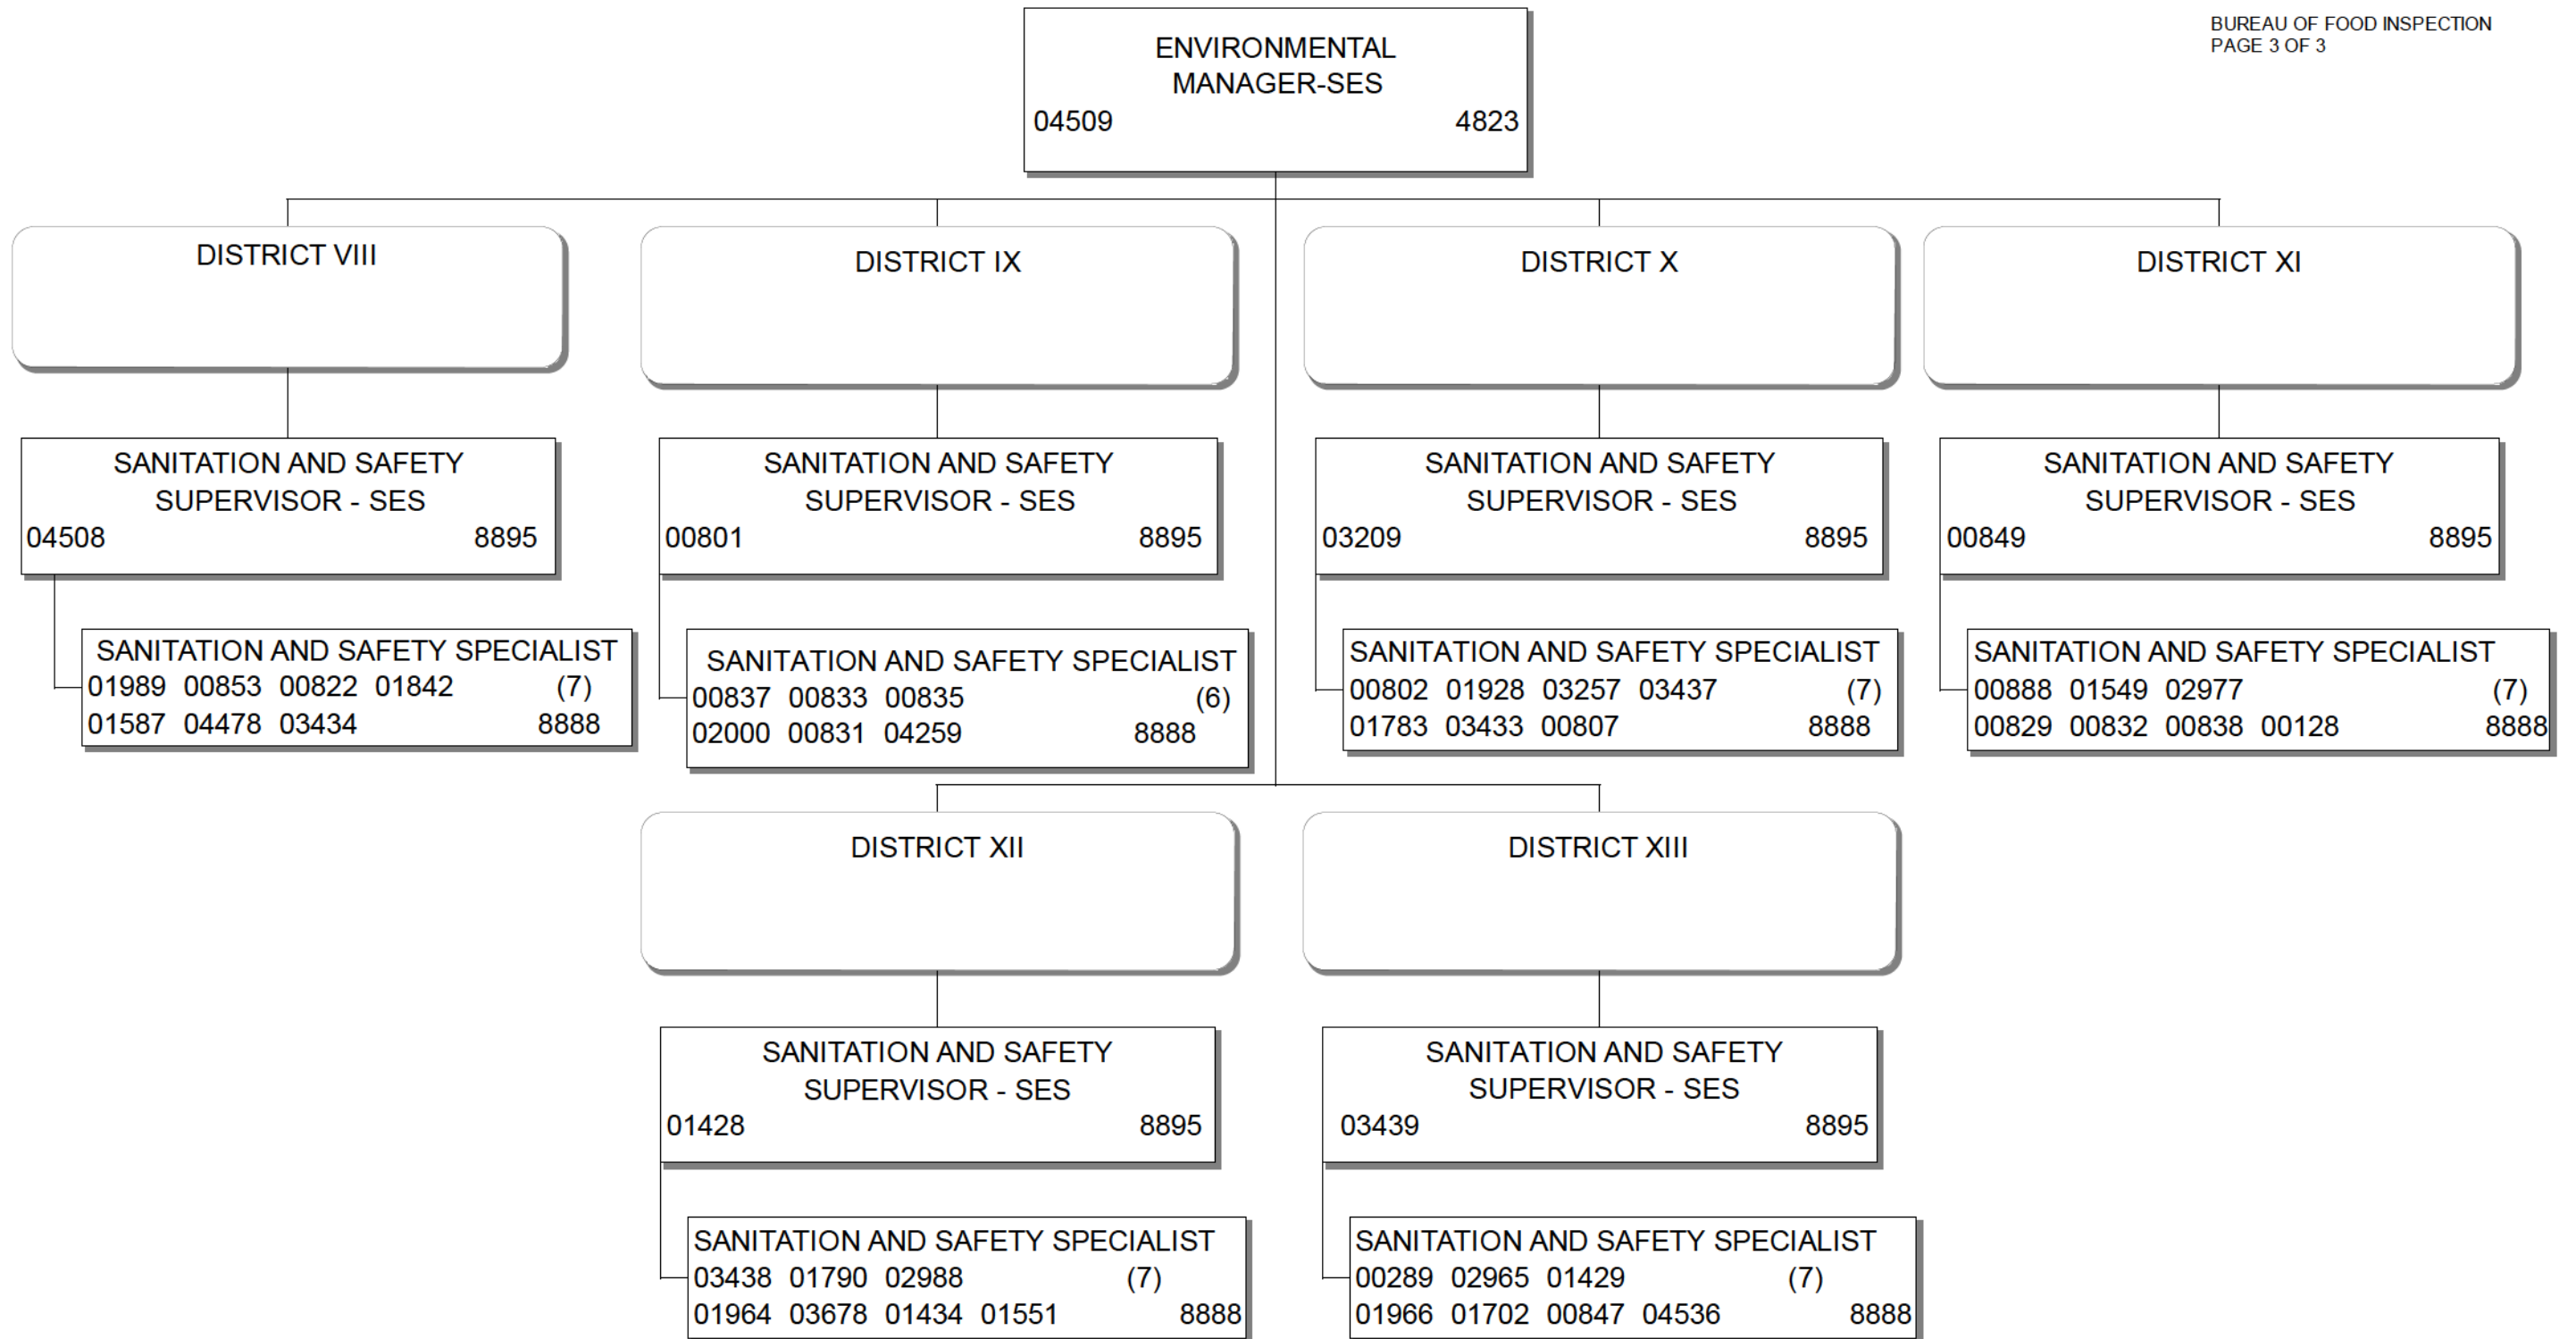 BUREAU OF FOOD INSPECTION
PAGE 3 OF 3
ENVIRONMENTAL
MANAGER-SES
04509 4823
DISTRICT VIII
SANITATION AND SAFETY
SUPERVISOR - SES
04508 8895
SANITATION AND SAFETY SPECIALIST
01989 00853 00822 01842 (7)
01587 04478 03434 8888
DISTRICT IX
SANITATION AND SAFETY
SUPERVISOR - SES
00801 8895
SANITATION AND SAFETY SPECIALIST
00837 00833 00835 (6)
02000 00831 04259 8888
DISTRICT X
SANITATION AND SAFETY
SUPERVISOR - SES
03209 8895
SANITATION AND SAFETY SPECIALIST
00802 01928 03257 03437 (7)
01783 03433 00807 8888
DISTRICT XI
SANITATION AND SAFETY
SUPERVISOR - SES
00849 8895
SANITATION AND SAFETY SPECIALIST
00888 01549 02977 (7)
00829 00832 00838 00128 8888
DISTRICT XII
SANITATION AND SAFETY
SUPERVISOR - SES
01428 8895
SANITATION AND SAFETY SPECIALIST
03438 01790 02988 (7)
01964 03678 01434 01551 8888
DISTRICT XIII
SANITATION AND SAFETY
SUPERVISOR - SES
03439 8895
SANITATION AND SAFETY SPECIALIST
00289 02965 01429 (7)
01966 01702 00847 04536 8888